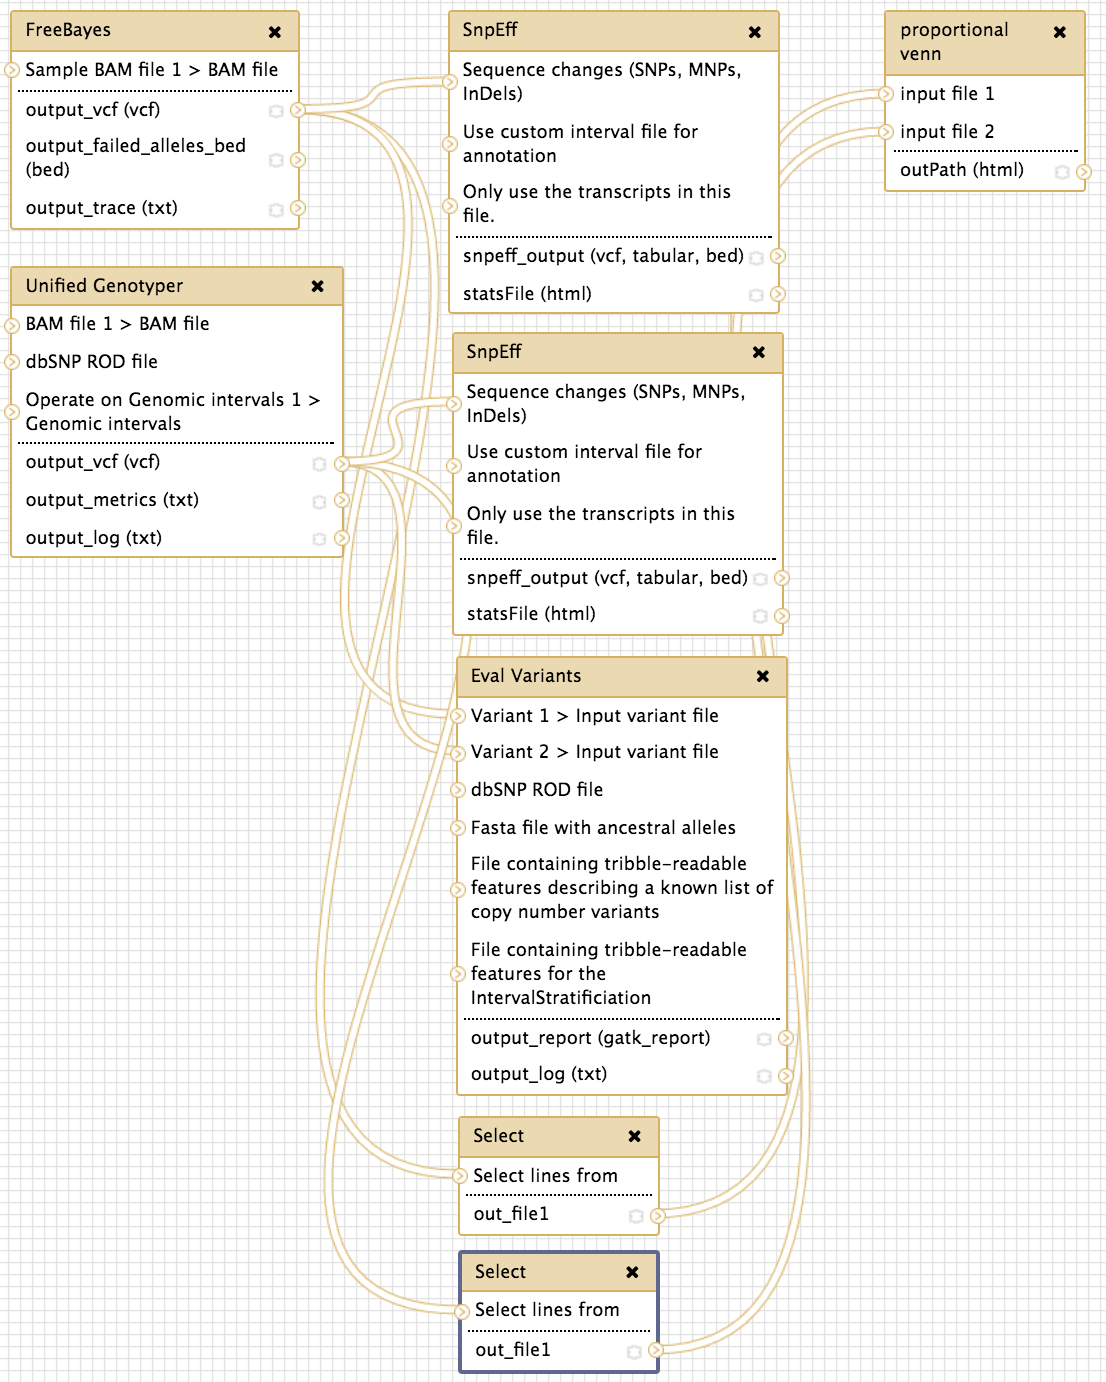 FreeBayes
Sample BAM file 1 > BAM file
output_vcf (vcf)
output_failed_alleles_bed
(bed)
output_trace (txt)
Unified Genotyper
BAM file 1 > BAM file
dbSNP ROD file
Operate on Genomic intervals 1 >
Genomic intervals
output_vcf (vcf)
output_metrics (txt)
output_log (txt)
SnpEff
Sequence changes (SNPs, MNPs,
InDels)
Use custom interval file for
annotation
Only use the transcripts in this
file.
snpeff_output (vcf, tabular, bed)
statsFile (html)
SnpEff
Sequence changes (SNPs, MNPs,
InDels)
Use custom interval file for
annotation
Only use the transcripts in this
file.
snpeff_output (vcf, tabular, bed)
statsFile (html)
Eval Variants
Variant 1 > Input variant file
Variant 2 > Input variant file
dbSNP ROD file
Fasta file with ancestral alleles
File containing tribble-readable
features describing a known list of
copy number variants
File containing tribble-readable
features for the
IntervalStratificiation
output_report (gatk_report)
output_log (txt)
Select
Select lines from
out_file1
Select
Select lines from
out_file1
proportional
venn
input file 1
input file 2
outPath (html)